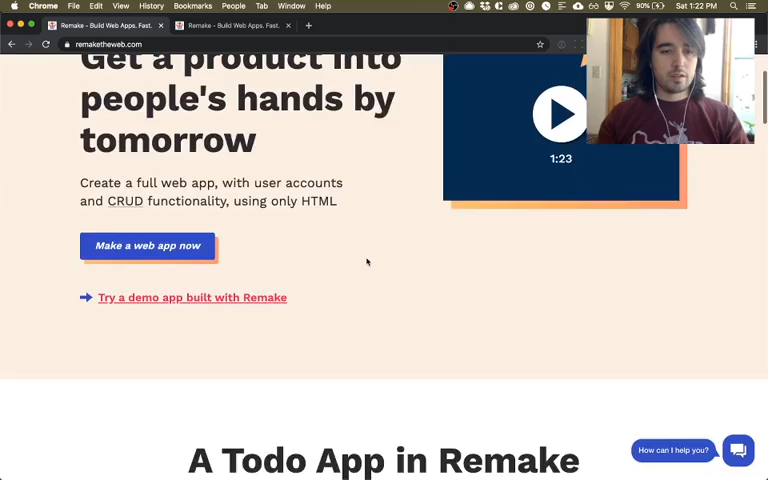 Chrome File Edit View History Bookmarks People Tab Window Help
90% Sat 1:22 PM
Remake - Build Web Apps. Fast.
Remake - Build Web Apps. Fast.
remaketheweb.com
Get a product into
people's hands by
tomorrow
1:23
Create a full web app, with user accounts
and CRUD functionality, using only HTML
Make a web app now
Try a demo app built with Remake
A Todo App in Remake
How can I help you?